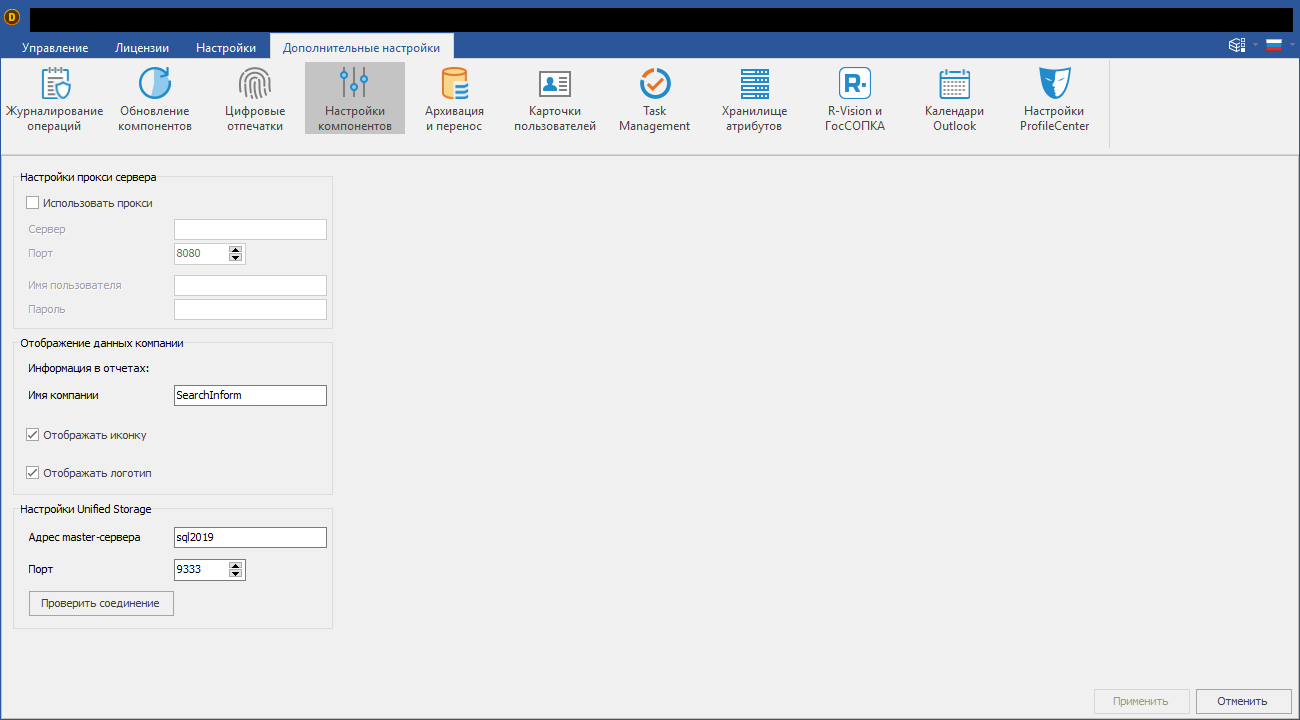 D
Управление Лицензии Настройки Дополнительные настройки
Журналирование операций
Обновление компонентов
Цифровые отпечатки
Настройки компонентов
Архивация и перенос
Карточки пользователей
Task Management
Хранилище атрибутов
R-Vision и ГосСОПКА
Календари Outlook
Настройки ProfileCenter
R.
Настройки прокси сервера
Использовать прокси
Сервер
Порт 8080
Имя пользователя
Пароль
Отображение данных компании
Информация в отчетах:
Имя компании SearchInform
Отображать иконку
Отображать логотип
Настройки Unified Storage
Адрес master-сервера sql2019
Порт 9333
Проверить соединение
Применить Отменить